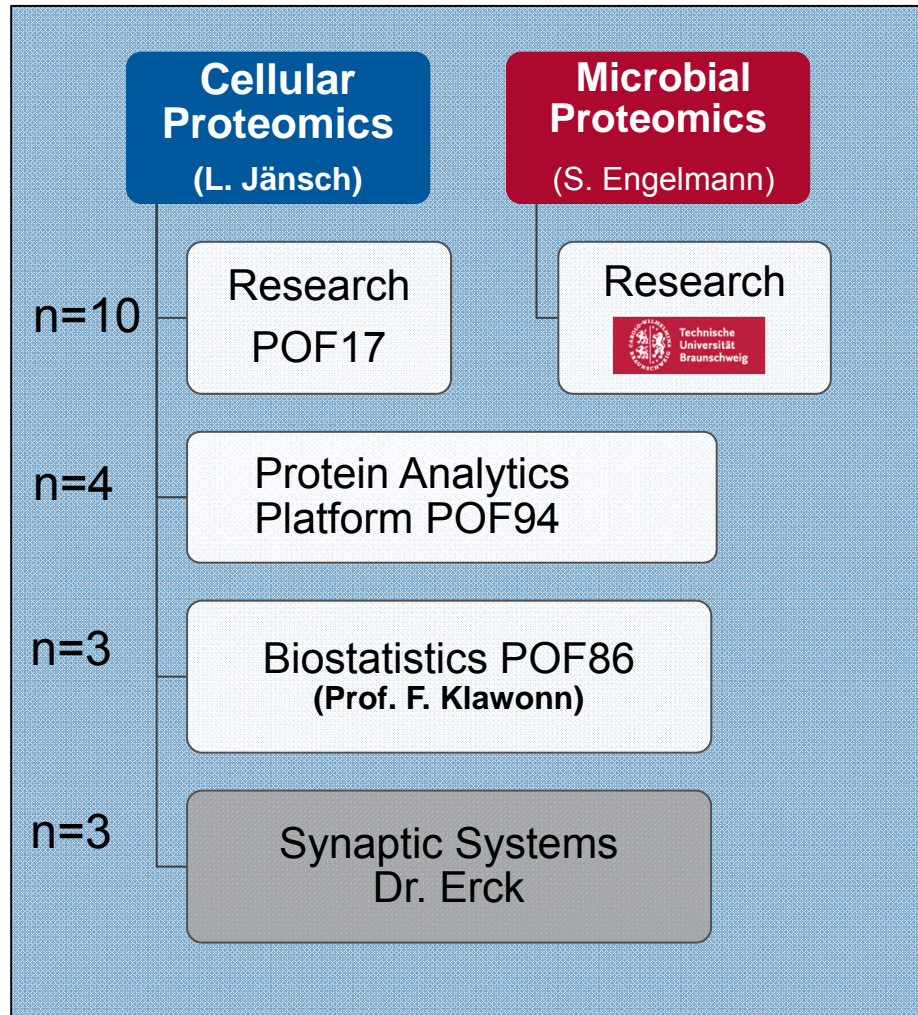 Cellular
Proteomics
(L. Jänsch)
Microbial
Proteomics
(S. Engelmann)
n=10
Research
POF17
Research
Technische
Universität
Braunschweig
n=4
Protein Analytics
Platform POF94
n=3
Biostatistics POF86
(Prof. F. Klawonn)
n=3
Synaptic Systems
Dr. Erck